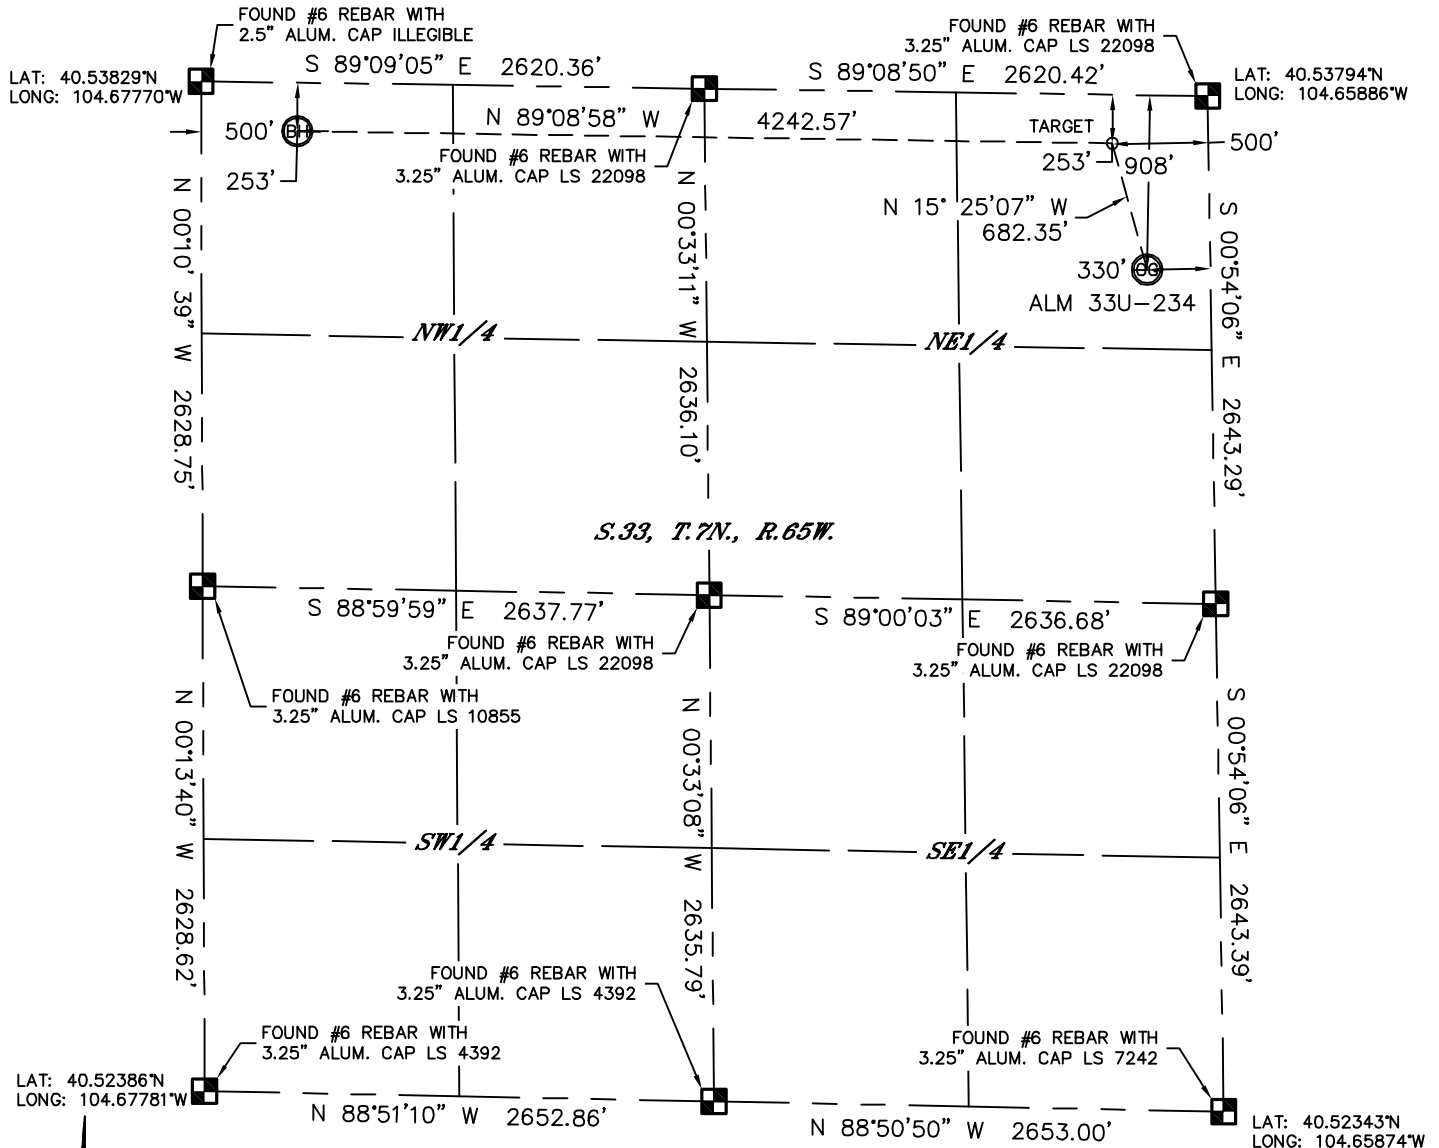 FOUND #6 REBAR WITH
2.5" ALUM. CAP ILLEGIBLE
FOUND #6 REBAR WITH
3.25" ALUM. CAP LS 22098
LAT: 40.53829°N
LONG: 104.67770°W
S 89°09'05" E 2620.36'
S 89°08'50" E 2620.42'
LAT: 40.53794°N
LONG: 104.65886°W
500'
BH
N 89°08'58" W 4242.57'
TARGET
500'
253'
FOUND #6 REBAR WITH
3.25" ALUM. CAP LS 22098
253'
908'
N 15° 25'07" W
682.35'
330'
ALM 33U-234
N 00°10' 39" W 2628.75'
N 00°33'11" W 2636.10'
S 00°54'06" E 2643.29'
NW1/4
NE1/4
S.33, T.7N., R.65W.
S 88°59'59" E 2637.77'
S 89°00'03" E 2636.68'
FOUND #6 REBAR WITH
3.25" ALUM. CAP LS 22098
FOUND #6 REBAR WITH
3.25" ALUM. CAP LS 22098
FOUND #6 REBAR WITH
3.25" ALUM. CAP LS 10855
N 00°13'40" W 2628.62'
N 00°33'08" W 2635.79'
S 00°54'06" E 2643.39'
SW1/4
SE1/4
FOUND #6 REBAR WITH
3.25" ALUM. CAP LS 4392
FOUND #6 REBAR WITH
3.25" ALUM. CAP LS 4392
FOUND #6 REBAR WITH
3.25" ALUM. CAP LS 7242
LAT: 40.52386°N
LONG: 104.67781°W
N 88°51'10" W 2652.86'
N 88°50'50" W 2653.00'
LAT: 40.52343°N
LONG: 104.65874°W